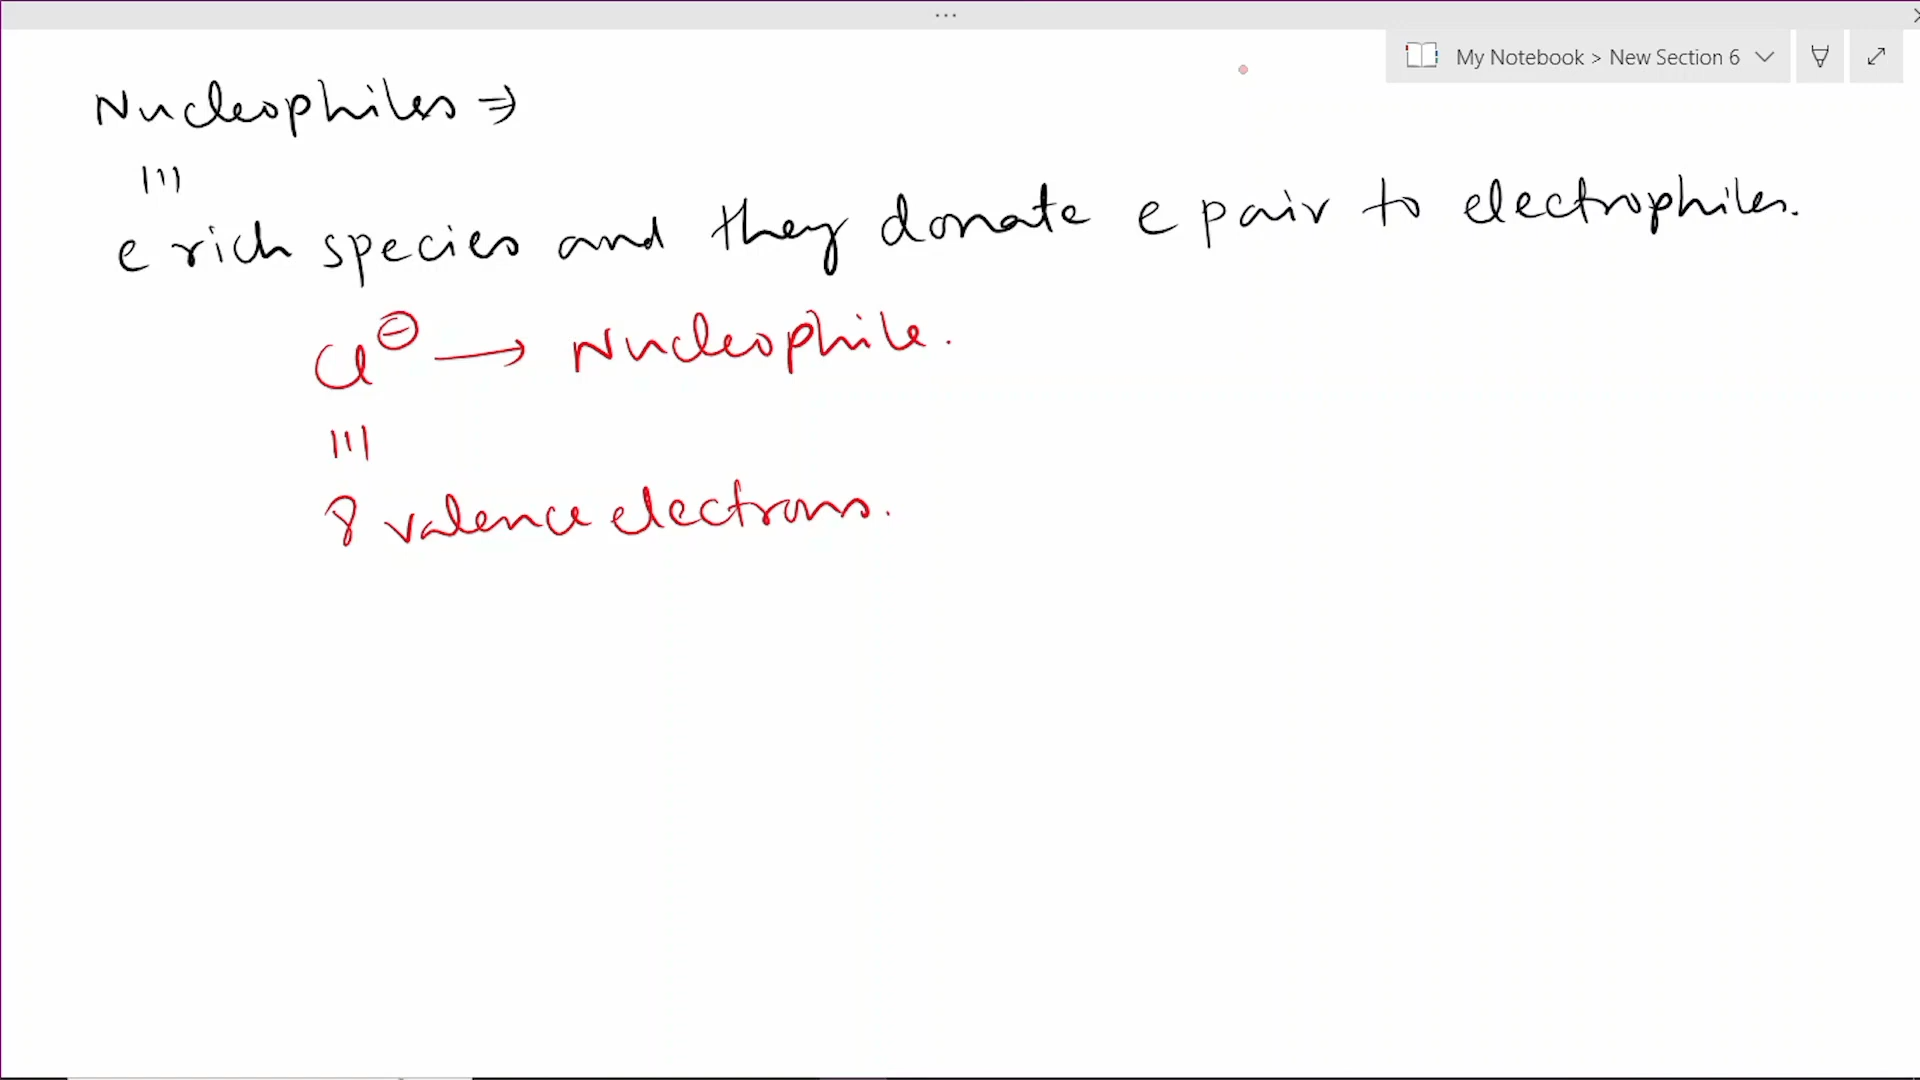 ...
My Notebook > New Section 6
Nucleophiles ⇒
|||
e rich species and they donate e pair to electrophiles.
Cl⊖ → Nucleophile.
|||
8 valence electrons.